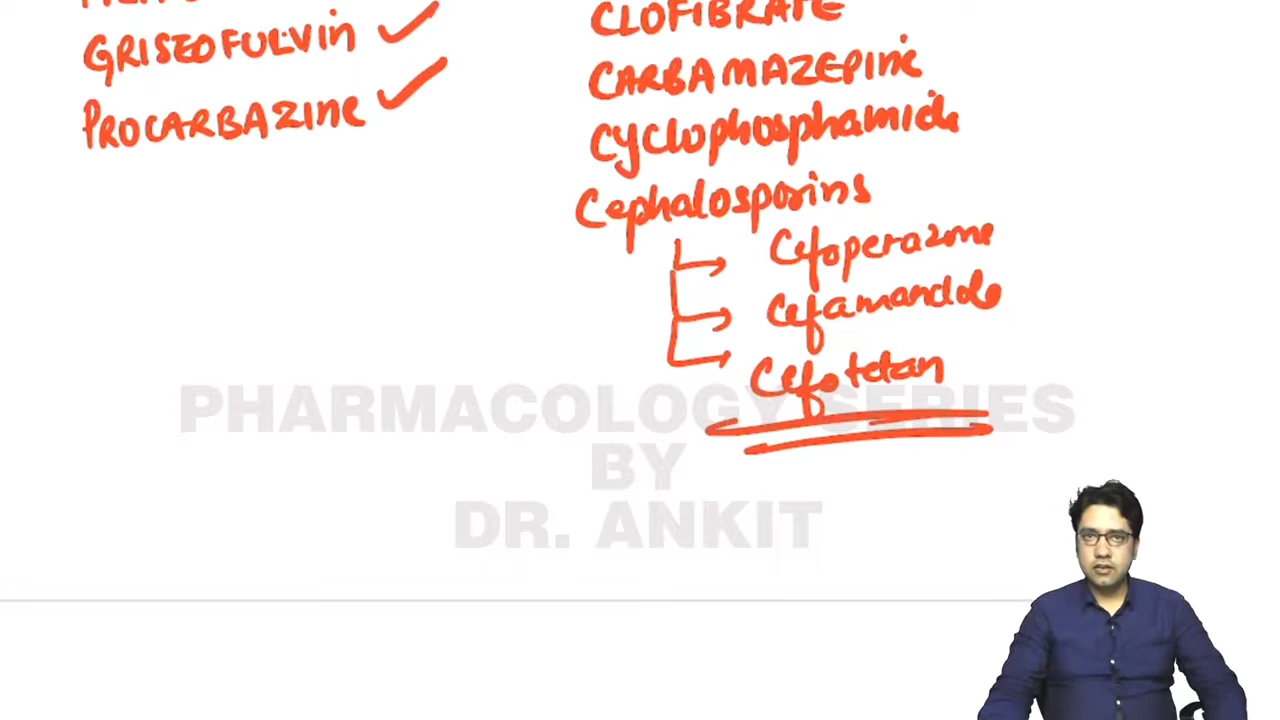 GRISEOFULVin
PROCARBAZINE
CLOFIBRATE
CARBAMAZEPINE
Cyclophosphamide
Cephalosporins
Cefoperazone
Cefamandole
Cefotetan
PHARMACOLOGY SERIES
BY
DR. ANKIT